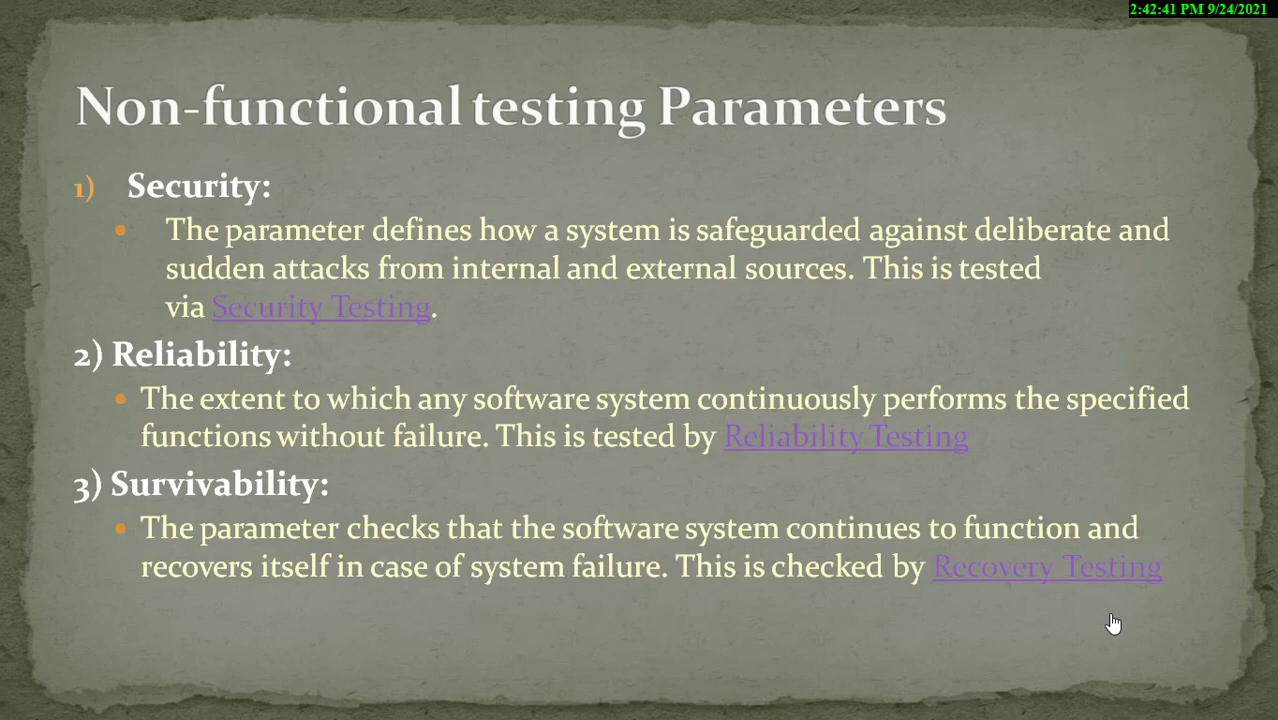 2:42:41 PM 9/24/2021
Non-functional testing Parameters
1) Security:
• The parameter defines how a system is safeguarded against deliberate and
sudden attacks from internal and external sources. This is tested
via Security Testing.
2) Reliability:
• The extent to which any software system continuously performs the specified
functions without failure. This is tested by Reliability Testing
3) Survivability:
• The parameter checks that the software system continues to function and
recovers itself in case of system failure. This is checked by Recovery Testing